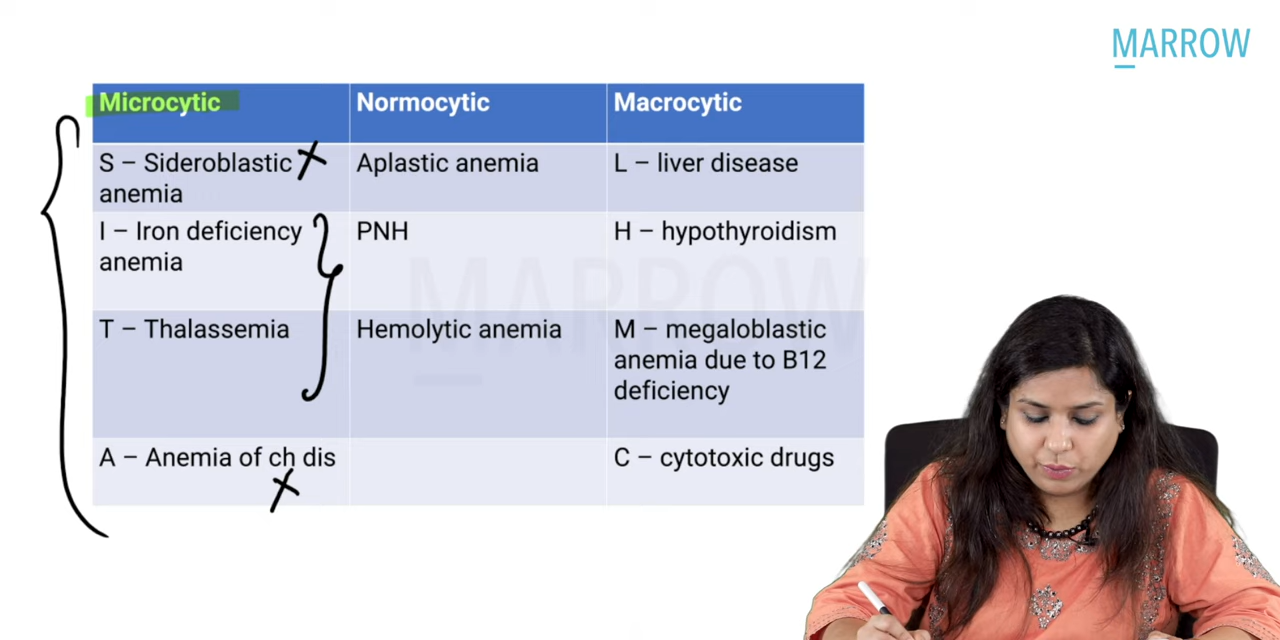 MARROW
Microcytic
Normocytic
Macrocytic
S – Sideroblastic
anemia
Aplastic anemia
L – liver disease
I – Iron deficiency
anemia
PNH
H – hypothyroidism
T – Thalassemia
Hemolytic anemia
M – megaloblastic
anemia due to B12
deficiency
A – Anemia of ch dis
C – cytotoxic drugs
MARROW